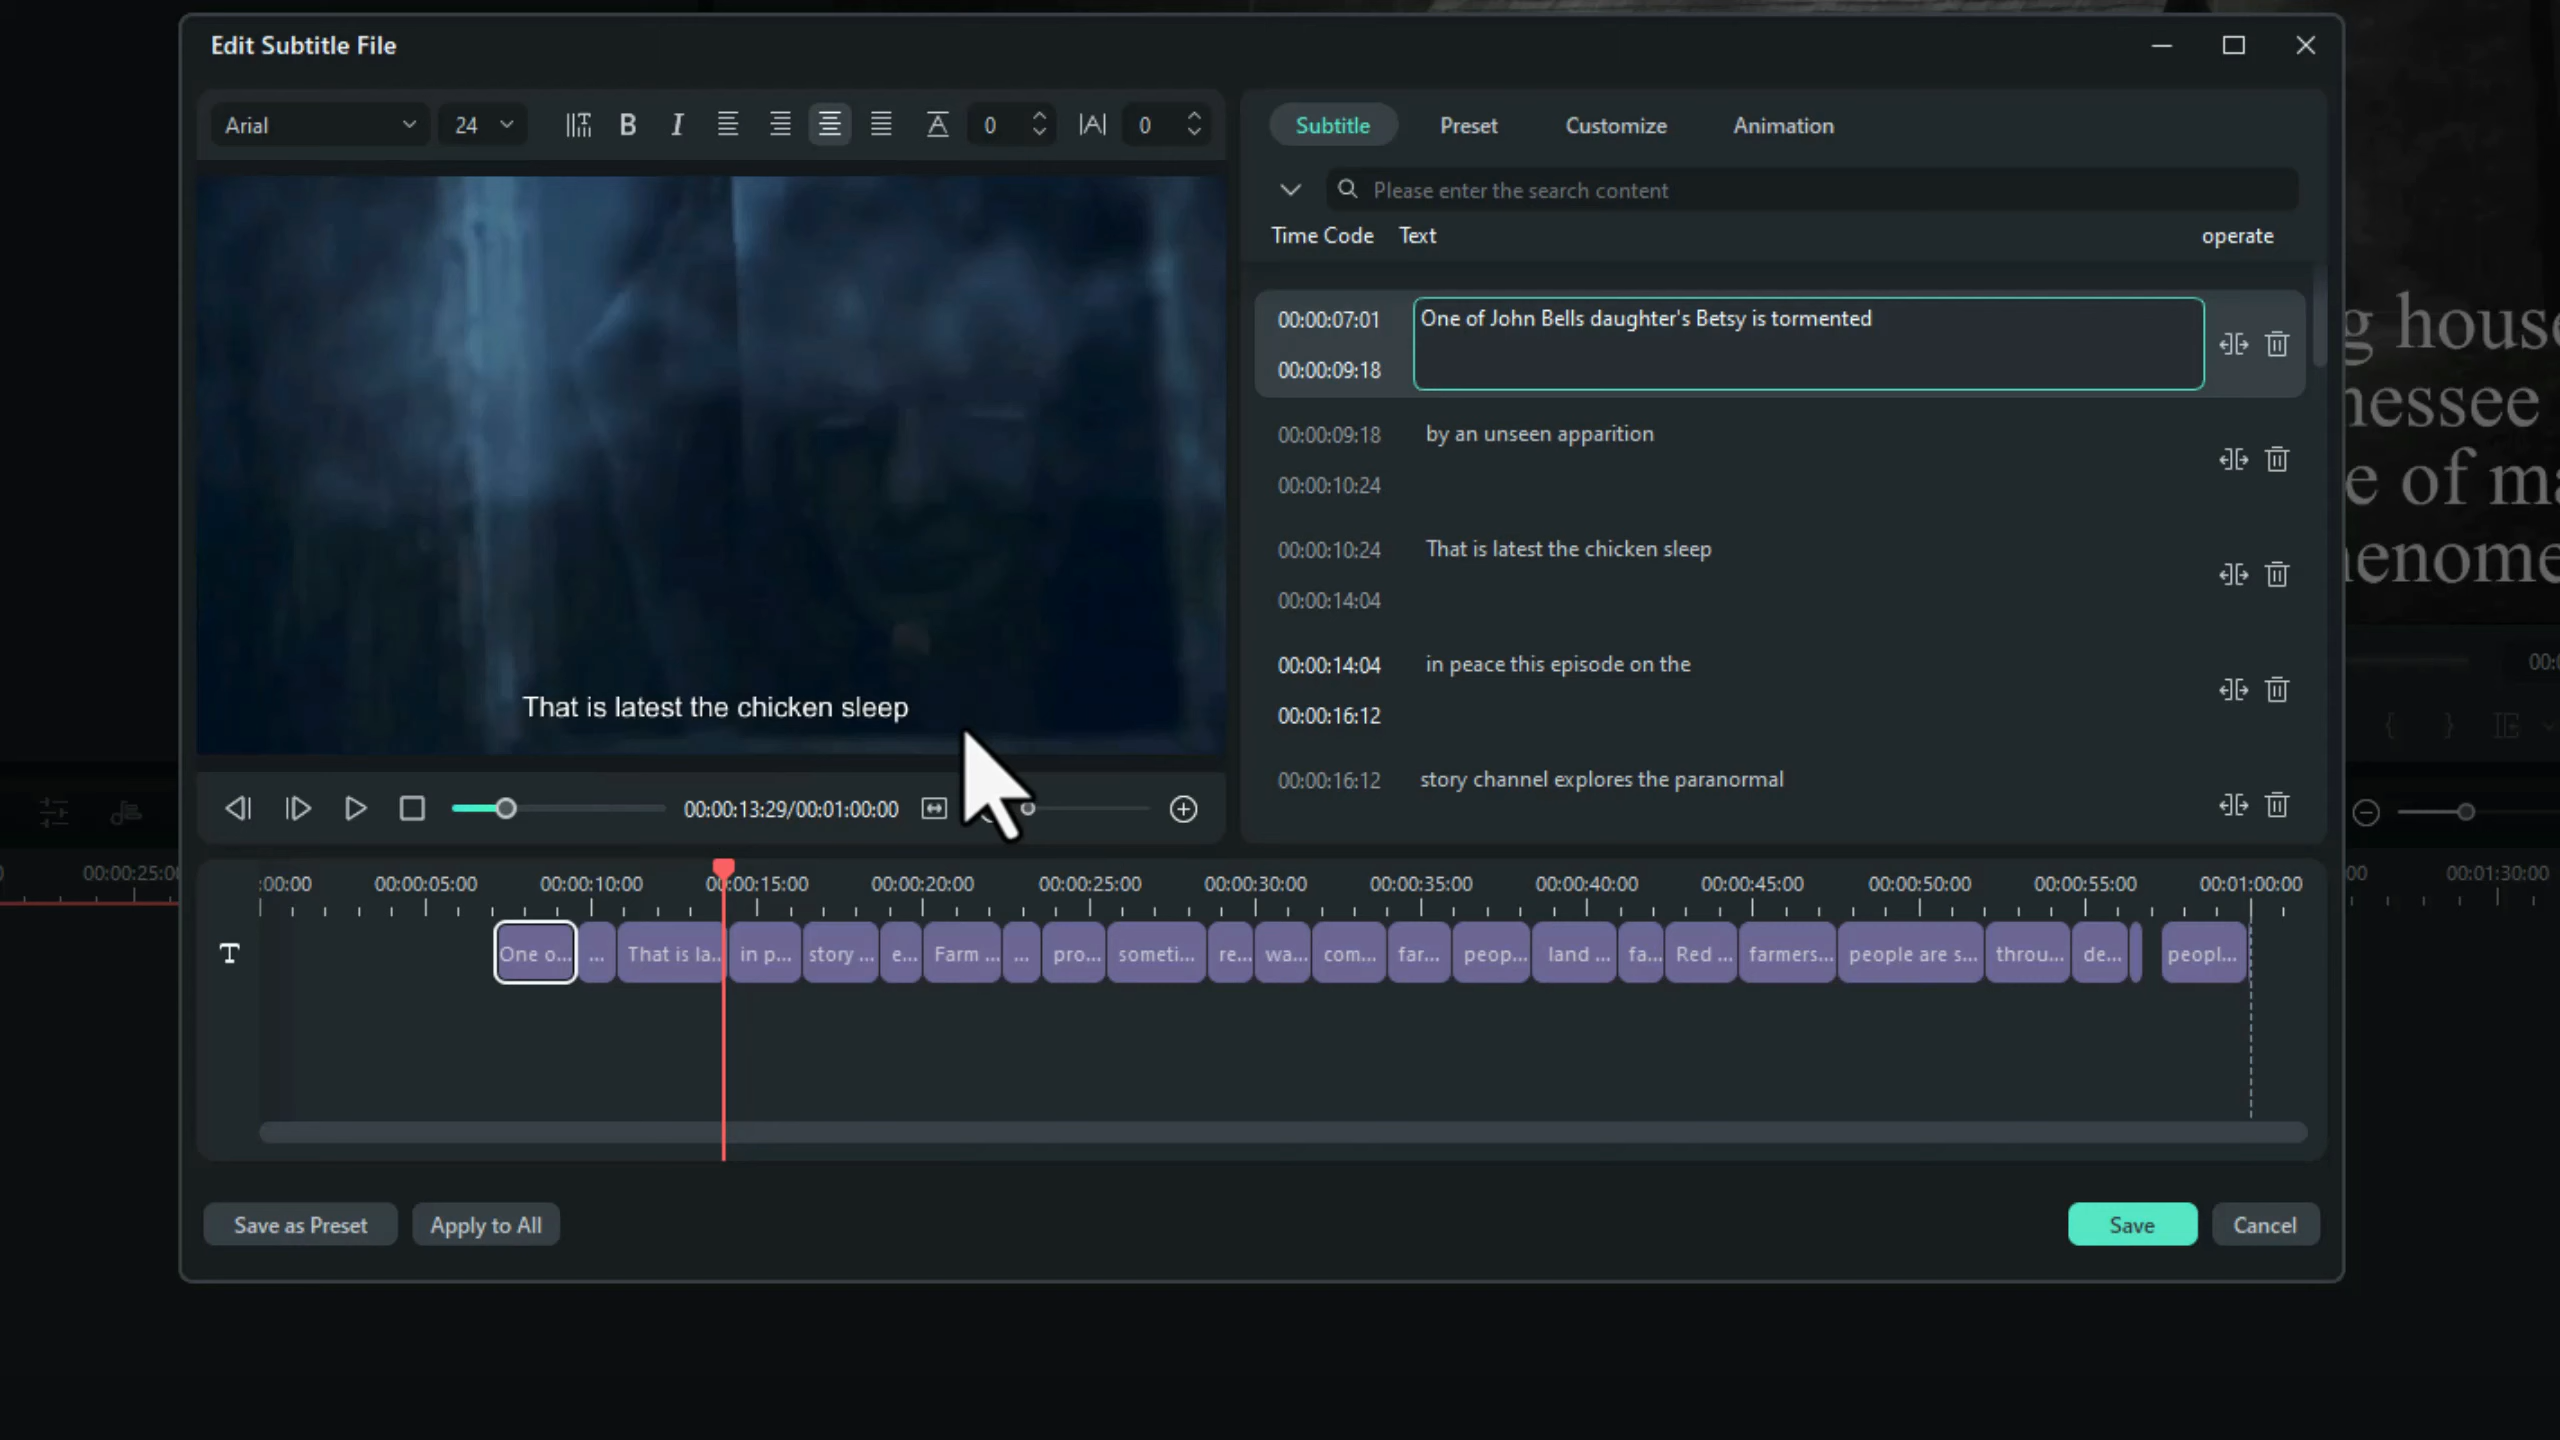 Edit Subtitle File
Arial
24
0
0
Subtitle
Preset
Customize
Animation
Please enter the search content
Time Code
Text
operate
00:00:07:01
One of John Bells daughter's Betsy is tormented
00:00:09:18
00:00:09:18
by an unseen apparition
00:00:10:24
00:00:10:24
That is latest the chicken sleep
00:00:14:04
00:00:14:04
in peace this episode on the
00:00:16:12
00:00:16:12
story channel explores the paranormal
That is latest the chicken sleep
00:00:13:29/00:01:00:00
g house
nessee
e of ma
enome
00:
00:00:25:0
:00:00
00:00:05:00
00:00:10:00
00:00:15:00
00:00:20:00
00:00:25:00
00:00:30:00
00:00:35:00
00:00:40:00
00:00:45:00
00:00:50:00
00:00:55:00
00:01:00:00
00
00:01:30:00
T
One o...
...
That is la..
in p...
story ...
e...
Farm ...
...
pro...
someti...
re...
wa...
com...
far...
peop...
land ...
fa...
Red ...
farmers...
people are s...
throu...
de...
peopl...
Save as Preset
Apply to All
Save
Cancel